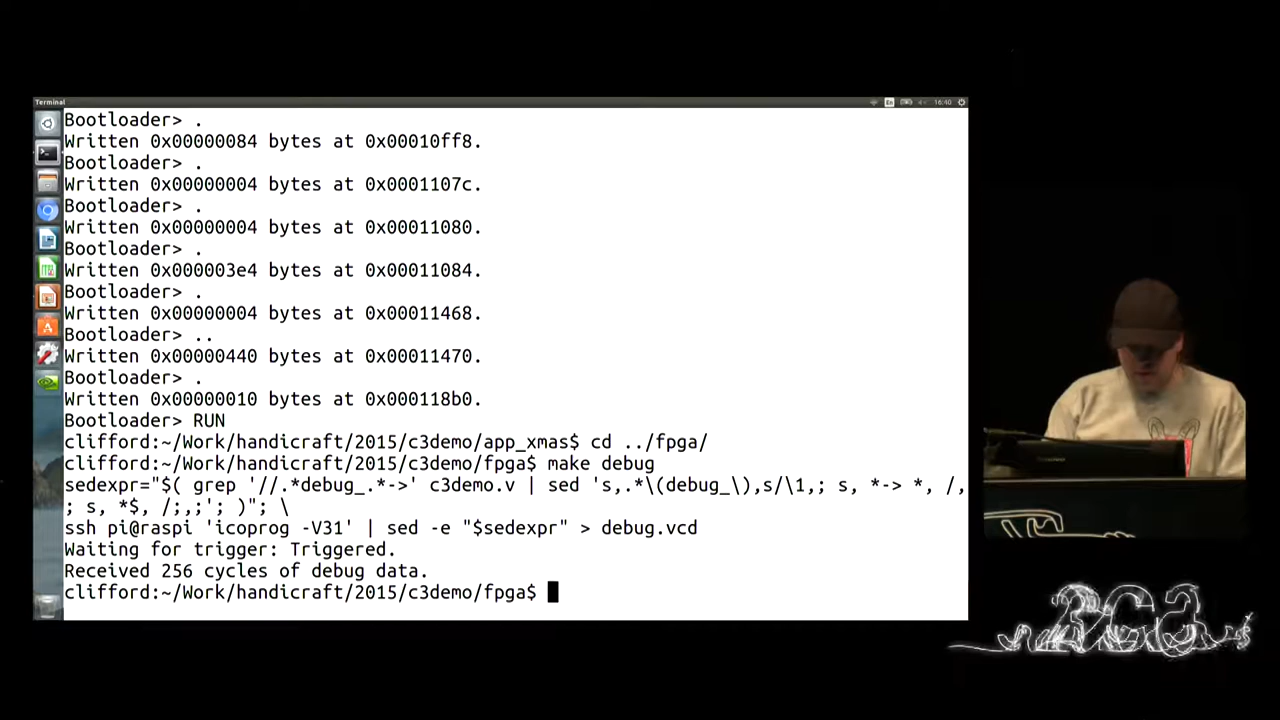 Terminal
En
16:40
Bootloader> .
Written 0x00000084 bytes at 0x00010ff8.
Bootloader> .
Written 0x00000004 bytes at 0x0001107c.
Bootloader> .
Written 0x00000004 bytes at 0x00011080.
Bootloader> .
Written 0x000003e4 bytes at 0x00011084.
Bootloader> .
Written 0x00000004 bytes at 0x00011468.
Bootloader> ..
Written 0x00000440 bytes at 0x00011470.
Bootloader> .
Written 0x00000010 bytes at 0x000118b0.
Bootloader> RUN
clifford:~/Work/handicraft/2015/c3demo/app_xmas$ cd ../fpga/
clifford:~/Work/handicraft/2015/c3demo/fpga$ make debug
sedexpr="$( grep '//.*debug_.*->' c3demo.v | sed 's,.*\(debug_\),s/\1,; s, *-> *, /,
; s, *$, /;,;'; )"; \
ssh pi@raspi 'icoprog -V31' | sed -e "$sedexpr" > debug.vcd
Waiting for trigger: Triggered.
Received 256 cycles of debug data.
clifford:~/Work/handicraft/2015/c3demo/fpga$
32C3